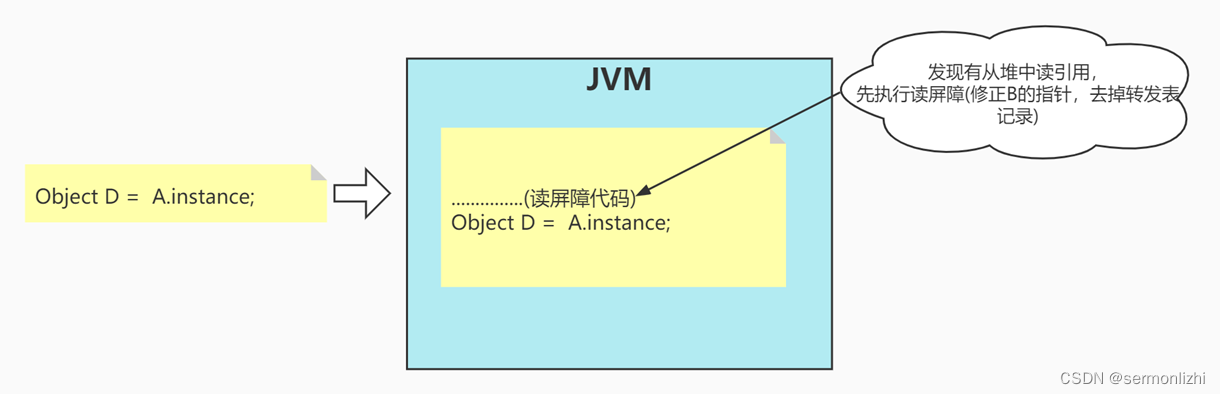 JVM
发现有从堆中读引用,
先执行读屏障(修正B的指针，去掉转发表
记录)
Object D = A.instance;
...............(读屏障代码)
Object D = A.instance;
CSDN @sermonlizhi